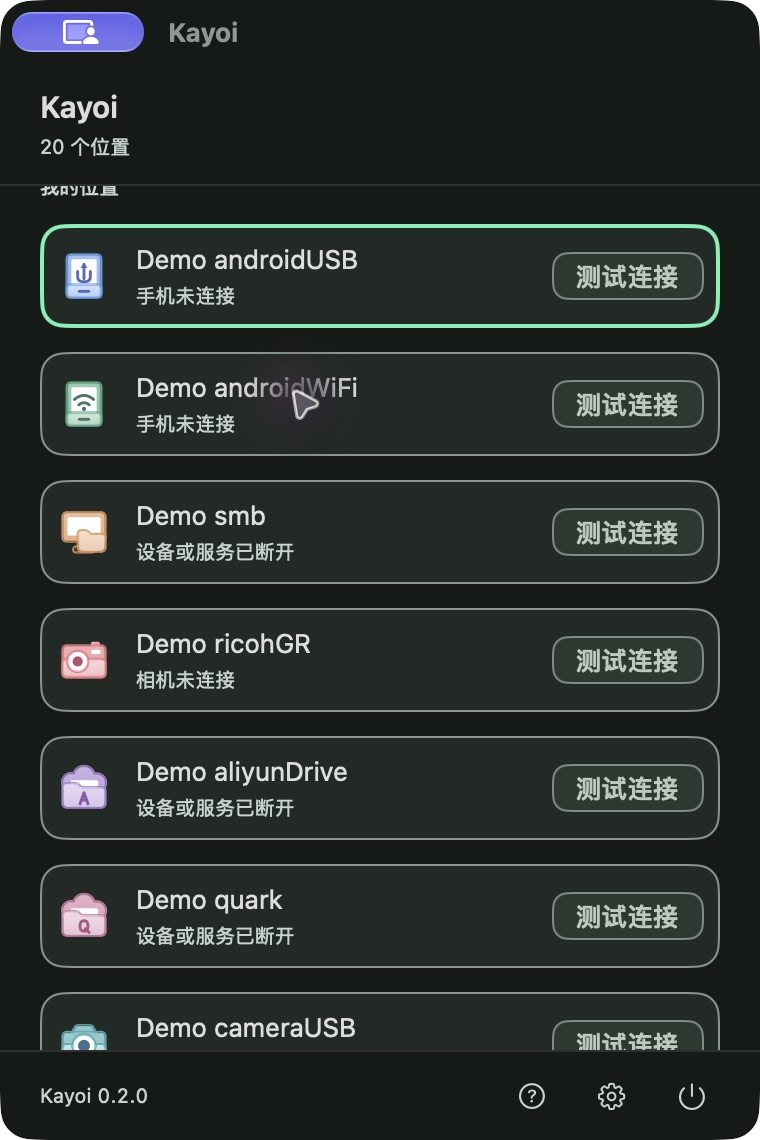 Kayoi
Kayoi
20 个位置
我的位置
Demo androidUSB
手机未连接
测试连接
Demo androidWiFi
手机未连接
测试连接
Demo smb
设备或服务已断开
测试连接
Demo ricohGR
相机未连接
测试连接
Demo aliyunDrive
设备或服务已断开
测试连接
A
Demo quark
设备或服务已断开
测试连接
Q
Demo cameraUSB
测试连接
Kayoi 0.2.0
?